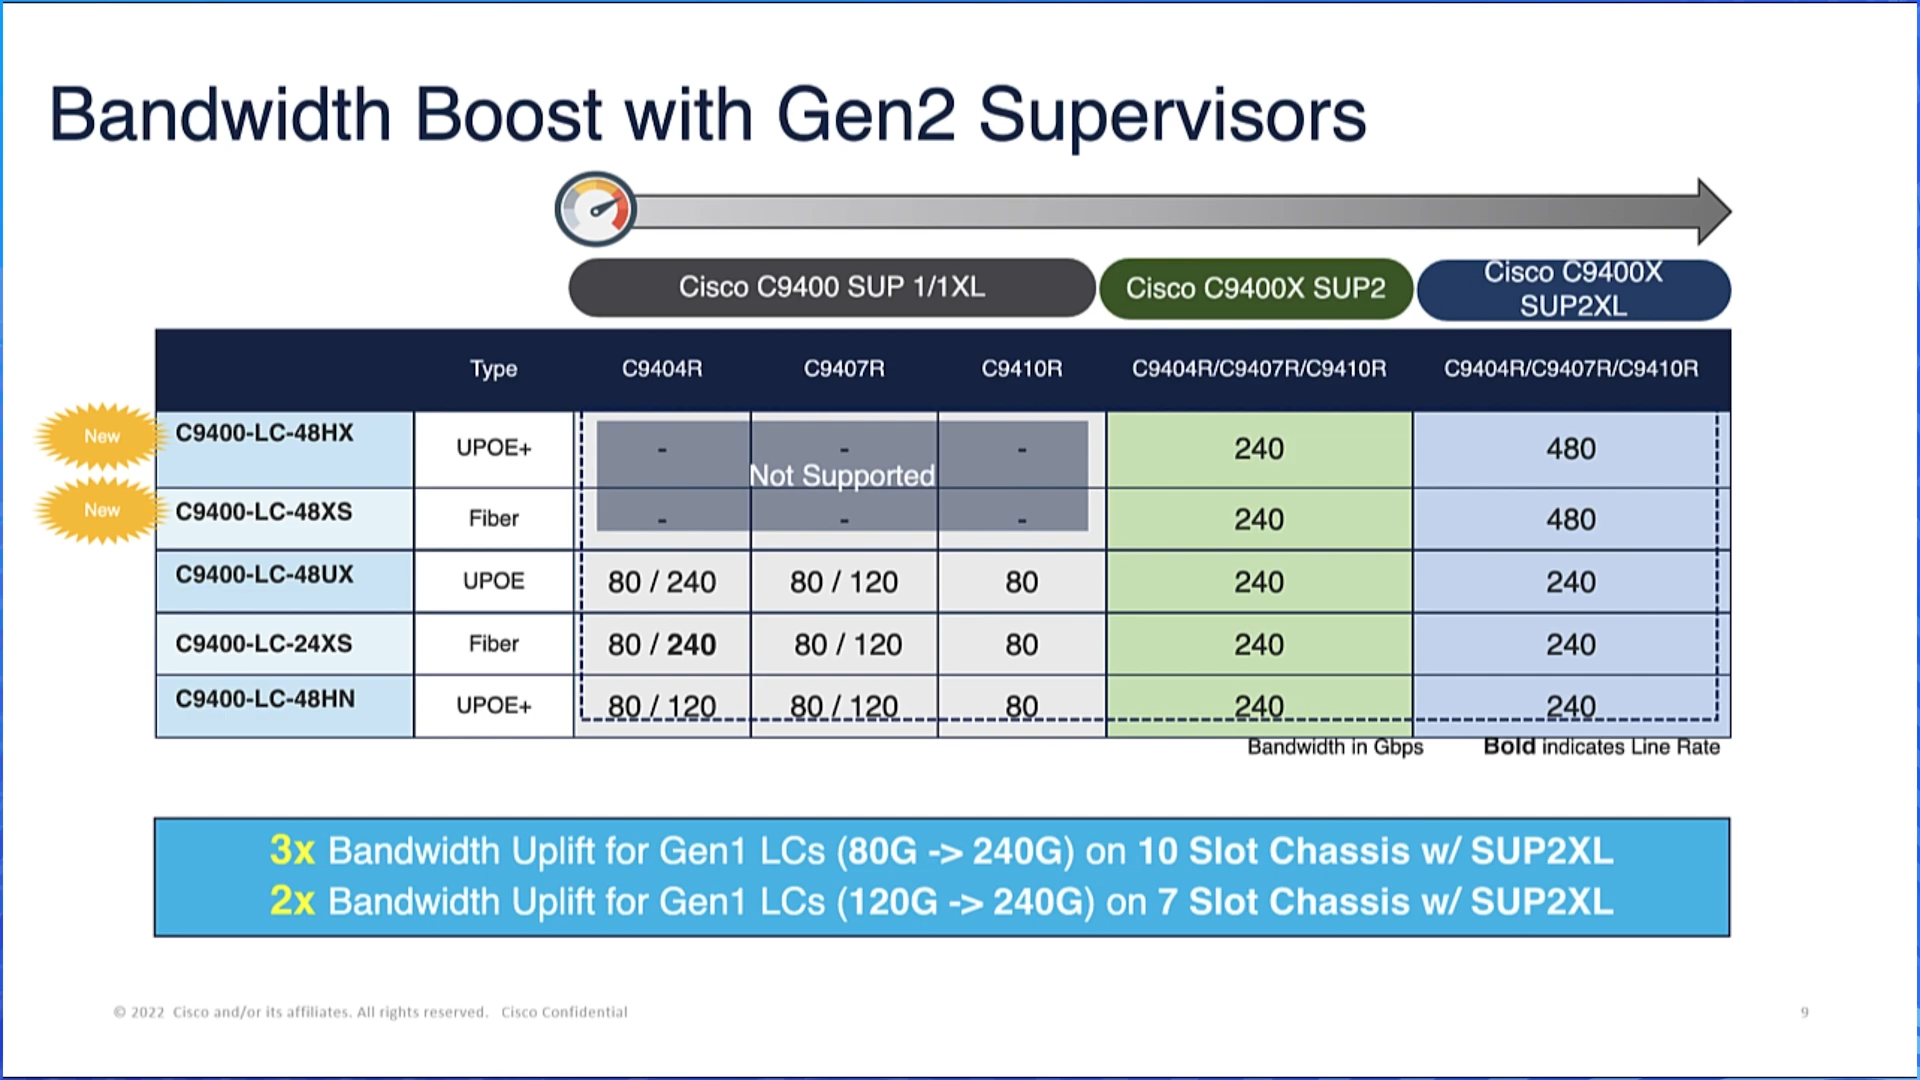 Bandwidth Boost with Gen2 Supervisors
Cisco C9400 SUP 1/1XL
Cisco C9400X SUP2
Cisco C9400X
SUP2XL
Type C9404R C9407R C9410R C9404R/C9407R/C9410R C9404R/C9407R/C9410R
New C9400-LC-48HX UPOE+ - - - 240 480
Not Supported
New C9400-LC-48XS Fiber - - - 240 480
C9400-LC-48UX UPOE 80 / 240 80 / 120 80 240 240
C9400-LC-24XS Fiber 80 / 240 80 / 120 80 240 240
C9400-LC-48HN UPOE+ 80 / 120 80 / 120 80 240 240
Bandwidth in Gbps Bold indicates Line Rate
3x Bandwidth Uplift for Gen1 LCs (80G -> 240G) on 10 Slot Chassis w/ SUP2XL
2x Bandwidth Uplift for Gen1 LCs (120G -> 240G) on 7 Slot Chassis w/ SUP2XL
© 2022 Cisco and/or its affiliates. All rights reserved. Cisco Confidential
9